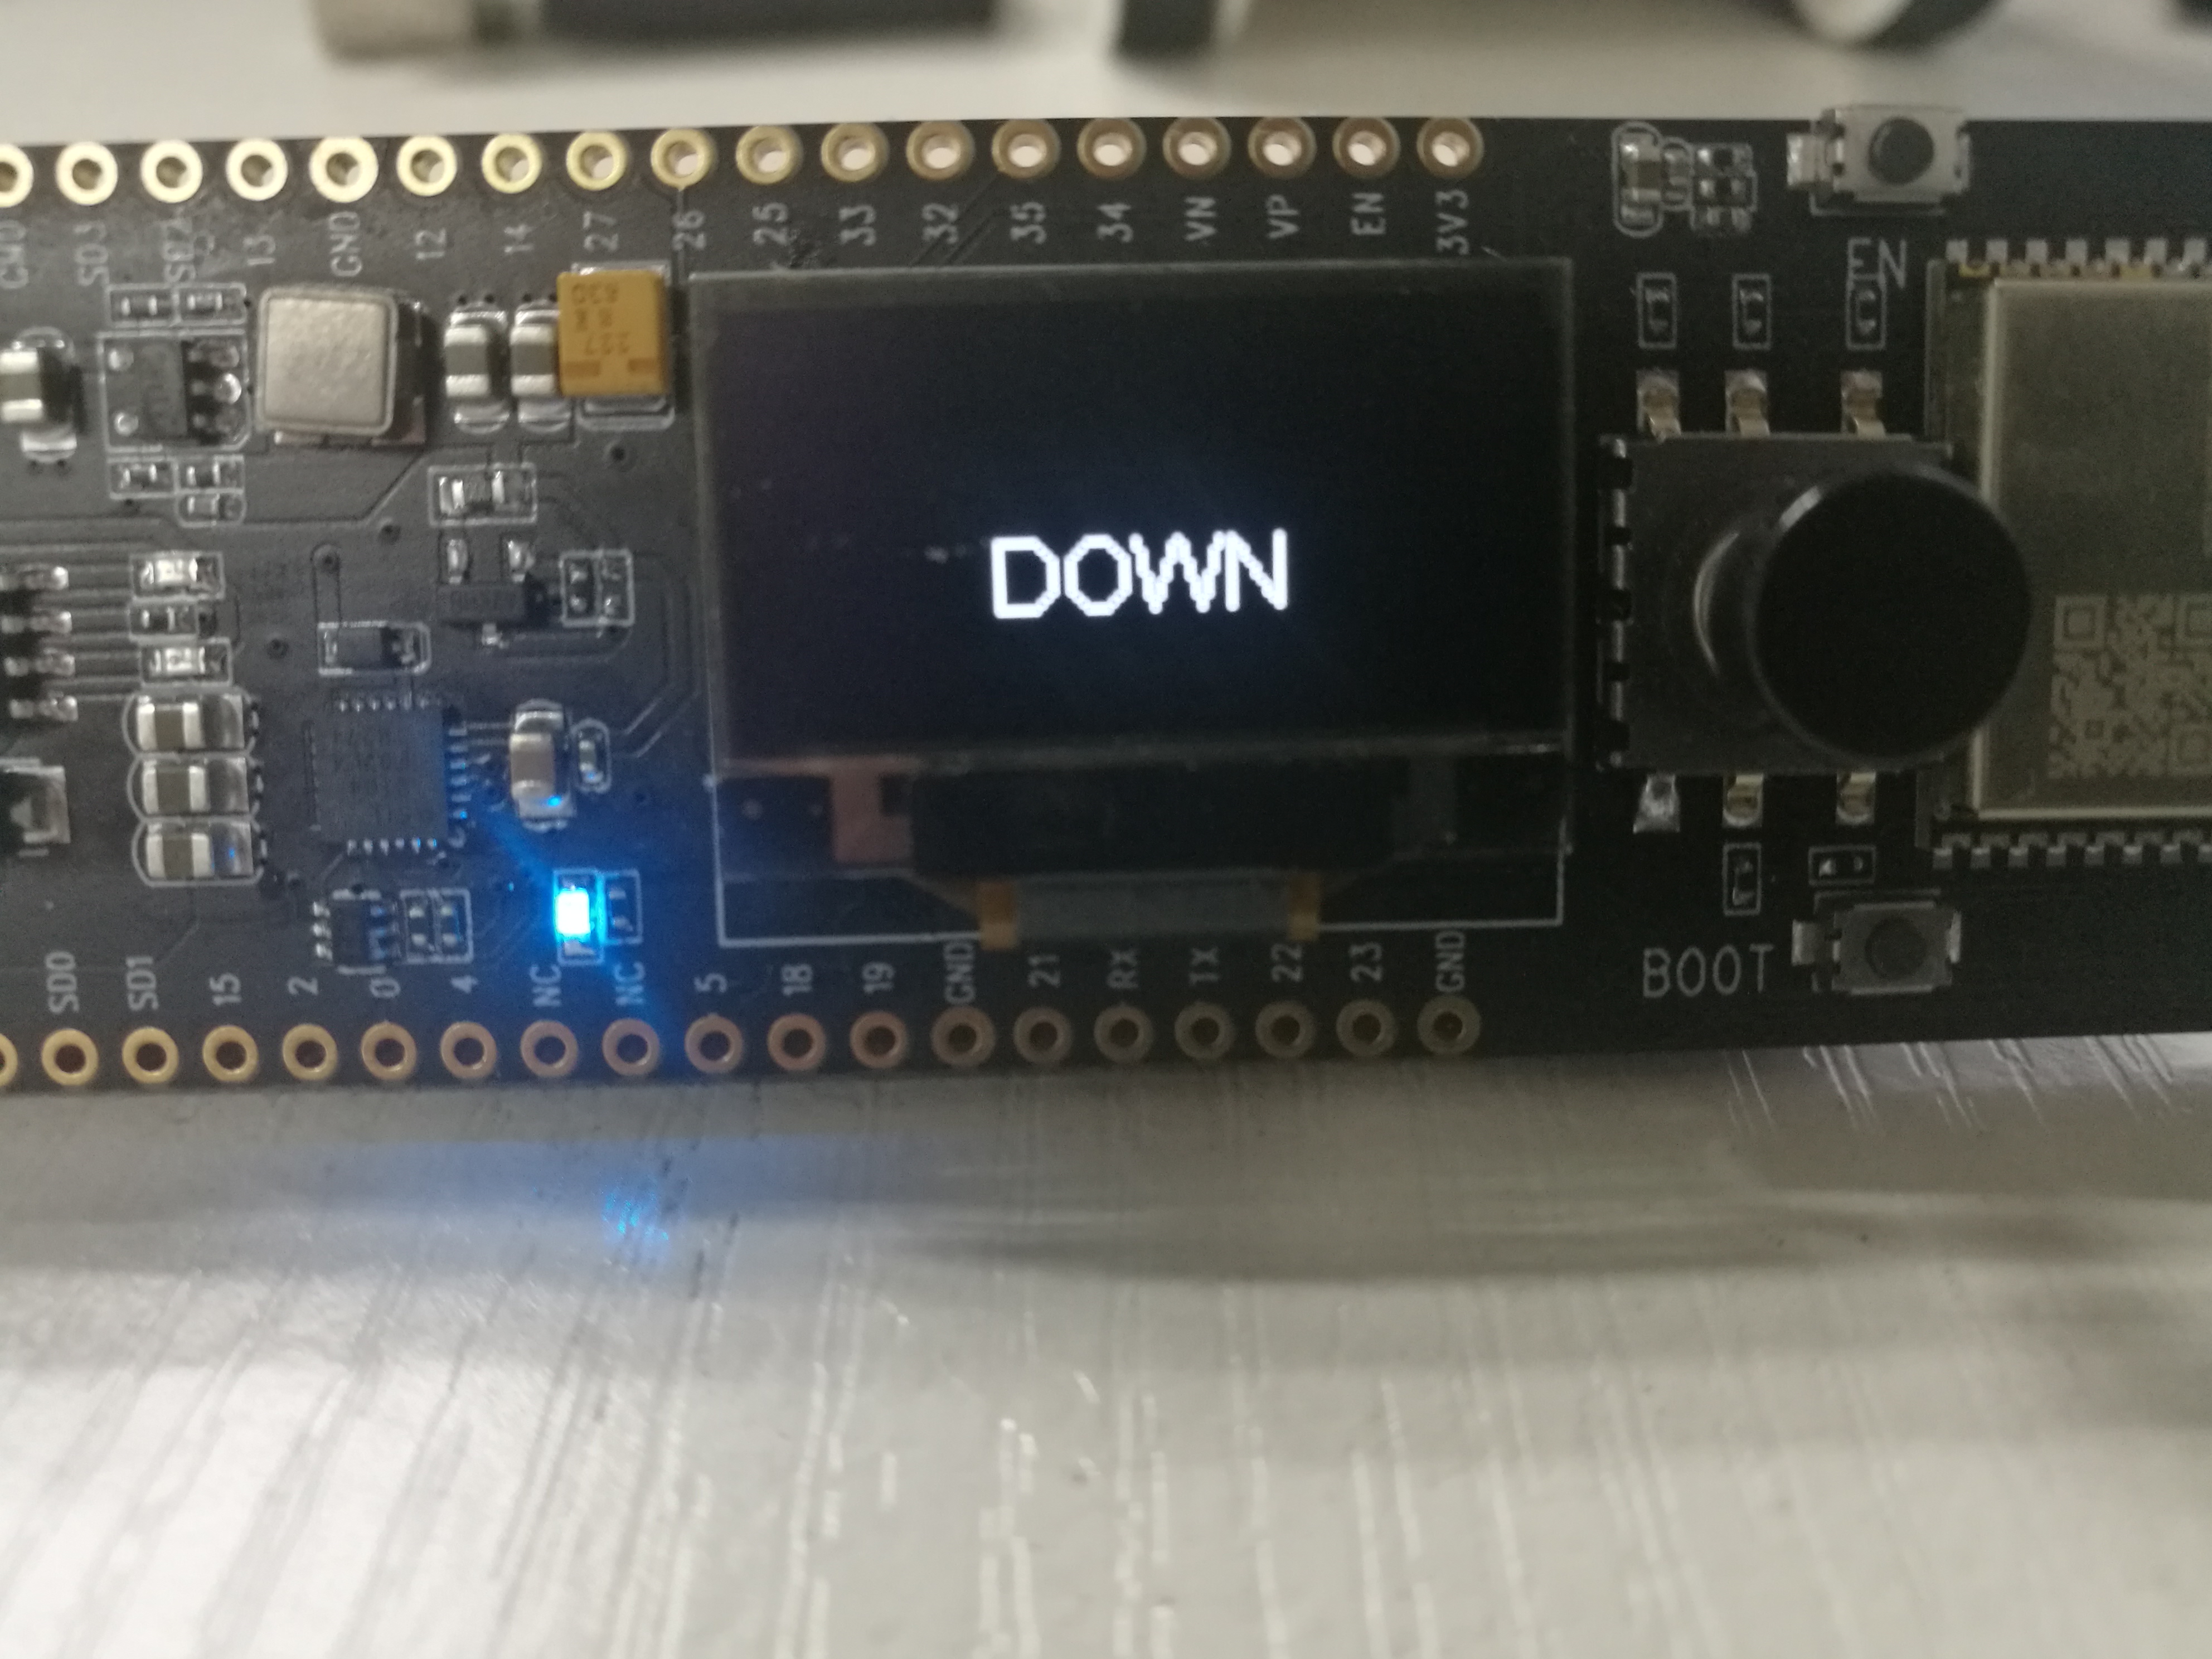 GND SD3 SD2 13 GND 12 14 27 26 25 33 32 35 34 VN VP EN 3V3
EN
DOWN
BOOT
SD0 SD1 15 2 0 4 NC NC 5 18 19 GND 21 RX TX 22 23 GND